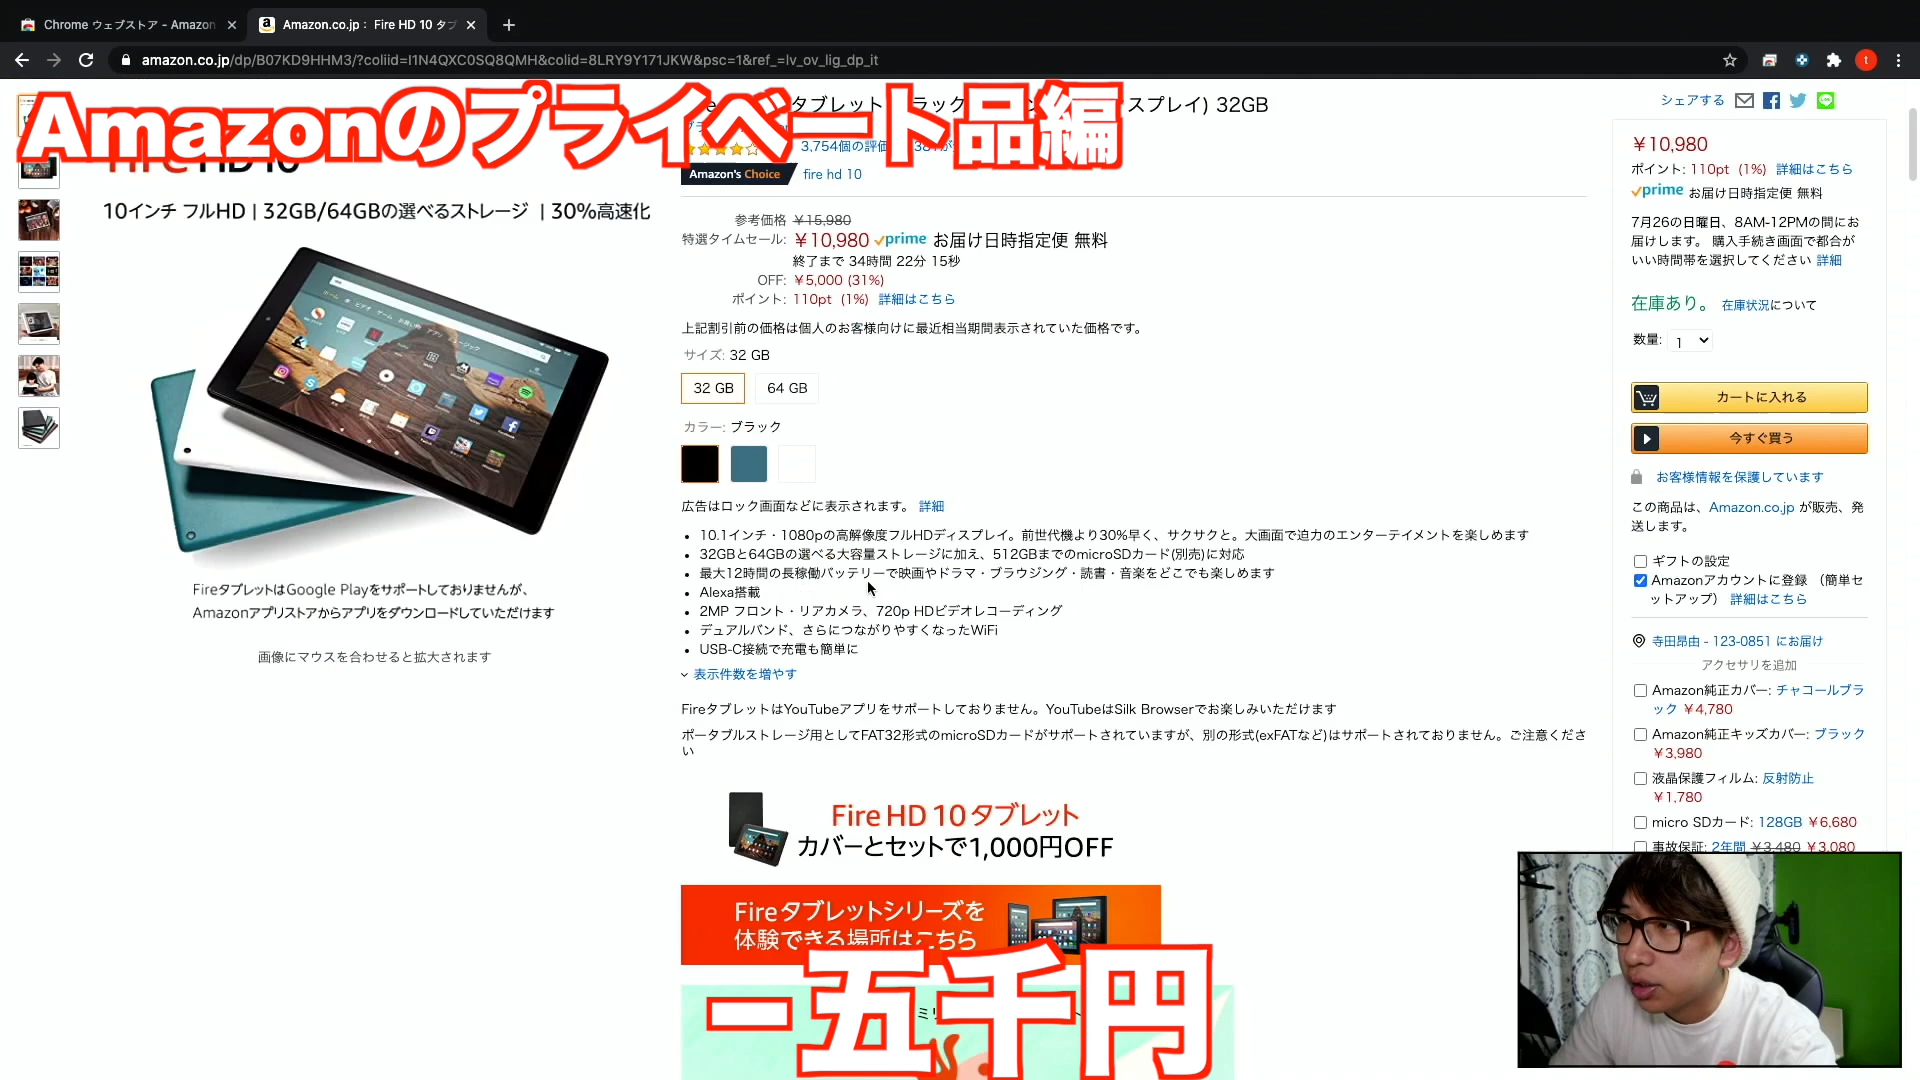 Chrome ウェブストア - Amazon
Amazon.co.jp： Fire HD 10 タブ
amazon.co.jp/dp/B07KD9HHM3/?coliid=I1N4QXC0SQ8QMH&colid=8LRY9Y171JKW&psc=1&ref_=lv_ov_lig_dp_it
t
Amazonのプライベート品編
タブレット
スプレイ) 32GB
3,754個の評価
Amazon's Choice
fire hd 10
10インチ フルHD | 32GB/64GBの選べるストレージ | 30%高速化
FireタブレットはGoogle Playをサポートしておりませんが、
Amazonアプリストアからアプリをダウンロードしていただけます
画像にマウスを合わせると拡大されます
参考価格 ￥15,980
特選タイムセール: ￥10,980 prime お届け日時指定便 無料
終了まで 34時間 22分 15秒
OFF: ￥5,000 (31%)
ポイント: 110pt (1%) 詳細はこちら
上記割引前の価格は個人のお客様向けに最近相当期間表示されていた価格です。
サイズ: 32 GB
32 GB
64 GB
カラー: ブラック
広告はロック画面などに表示されます。 詳細
10.1インチ・1080pの高解像度フルHDディスプレイ。前世代機より30%早く、サクサクと。大画面で迫力のエンターテイメントを楽しめます
32GBと64GBの選べる大容量ストレージに加え、512GBまでのmicroSDカード(別売)に対応
最大12時間の長稼働バッテリーで映画やドラマ・ブラウジング・読書・音楽をどこでも楽しめます
Alexa搭載
2MP フロント・リアカメラ、720p HDビデオレコーディング
デュアルバンド、さらにつながりやすくなったWiFi
USB-C接続で充電も簡単に
表示件数を増やす
FireタブレットはYouTubeアプリをサポートしておりません。YouTubeはSilk Browserでお楽しみいただけます
ポータブルストレージ用としてFAT32形式のmicroSDカードがサポートされていますが、別の形式(exFATなど)はサポートされておりません。ご注意くださ
い
Fire HD 10 タブレット
カバーとセットで1,000円OFF
Fireタブレットシリーズを
体験できる場所はこちら
−五千円
シェアする
￥10,980
ポイント: 110pt (1%) 詳細はこちら
prime お届け日時指定便 無料
7月26の日曜日、8AM-12PMの間にお
届けします。 購入手続き画面で都合が
いい時間帯を選択してください 詳細
在庫あり。 在庫状況について
数量: 1
カートに入れる
今すぐ買う
お客様情報を保護しています
この商品は、Amazon.co.jp が販売、発
送します。
ギフトの設定
Amazonアカウントに登録 （簡単セ
ットアップ） 詳細はこちら
寺田昂由 - 123-0851 にお届け
アクセサリを追加
Amazon純正カバー: チャコールブラ
ック ￥4,780
Amazon純正キッズカバー: ブラック
￥3,980
液晶保護フィルム: 反射防止
￥1,780
micro SDカード: 128GB ￥6,680
事故保証: 2年間 ￥3,480 ￥3,080